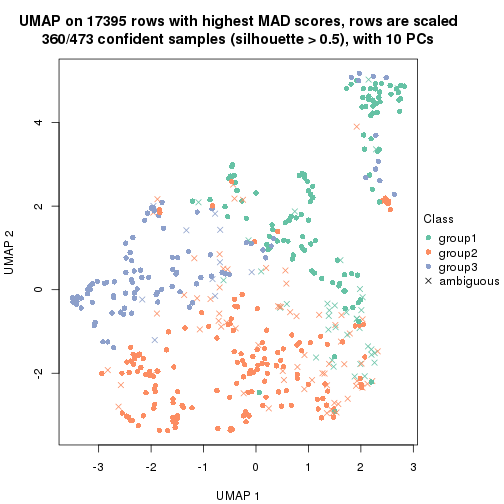 UMAP on 17395 rows with highest MAD scores, rows are scaled
360/473 confident samples (silhouette > 0.5), with 10 PCs
4
2
0
-2
UMAP 2
-3
-2
-1
0
1
2
3
UMAP 1
Class
group1
group2
group3
ambiguous